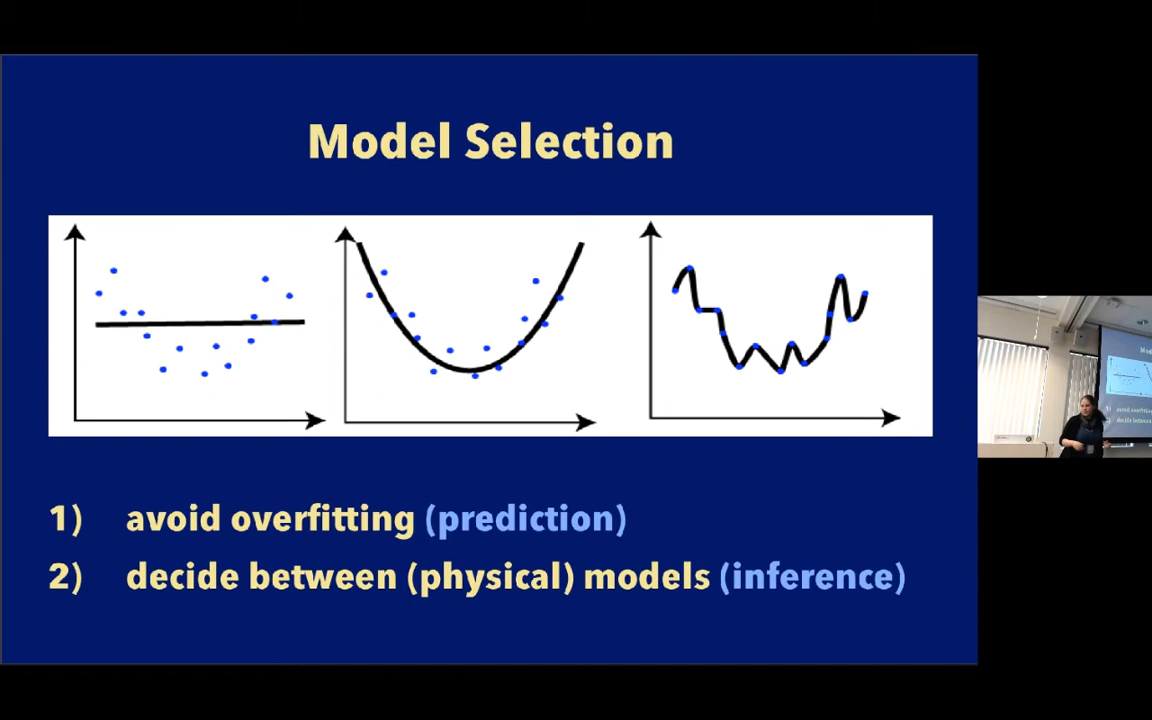 Model Selection
1) avoid overfitting (prediction)
2) decide between (physical) models (inference)